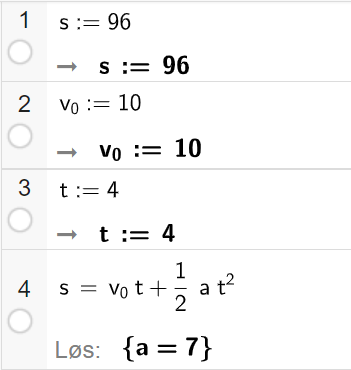 1 s := 96
→ s := 96
2 v₀ := 10
→ v₀ := 10
3 t := 4
→ t := 4
4 s = v₀ t + 1/2 a t²
Løs: {a = 7}